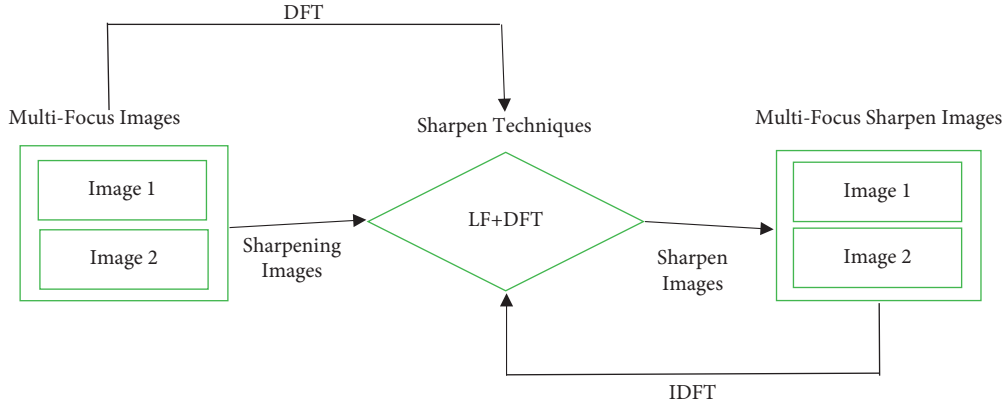 DFT
Multi-Focus Images
Image 1
Image 2
Sharpening
Images
Sharpen Techniques
LF+DFT
Sharpen
Images
Multi-Focus Sharpen Images
Image 1
Image 2
IDFT